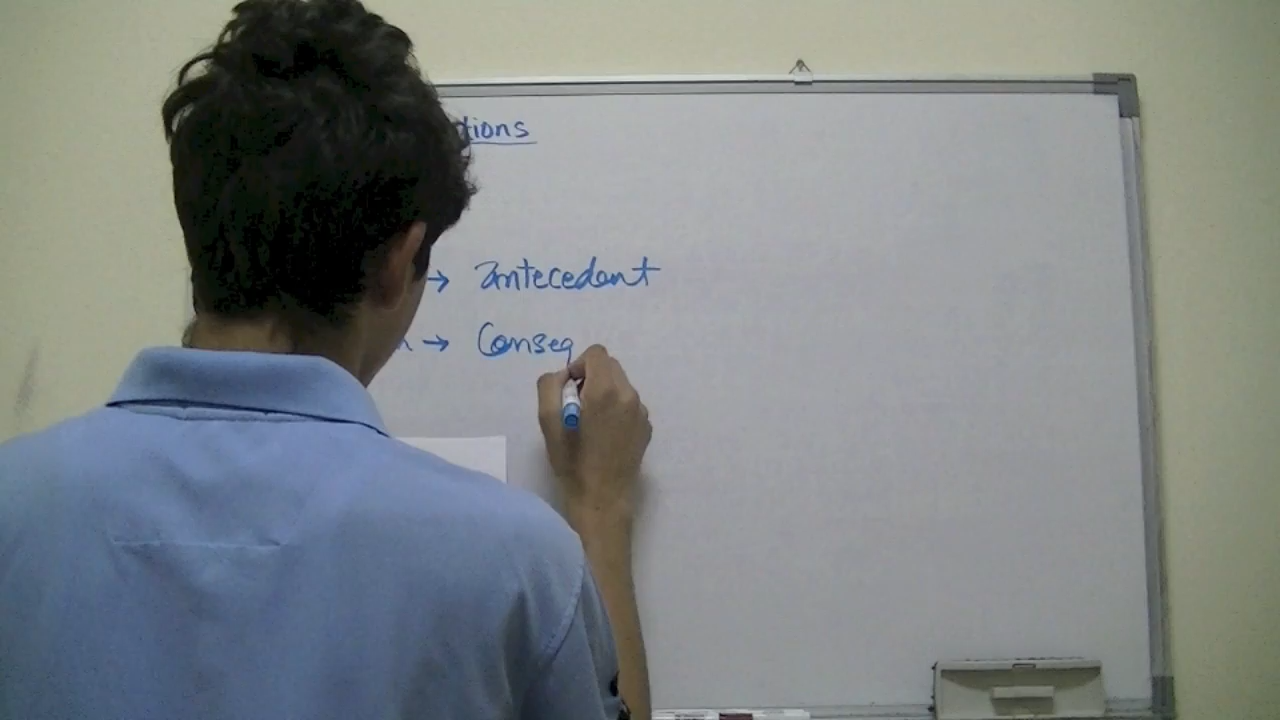 tions
→ antecedent
→ Conseq